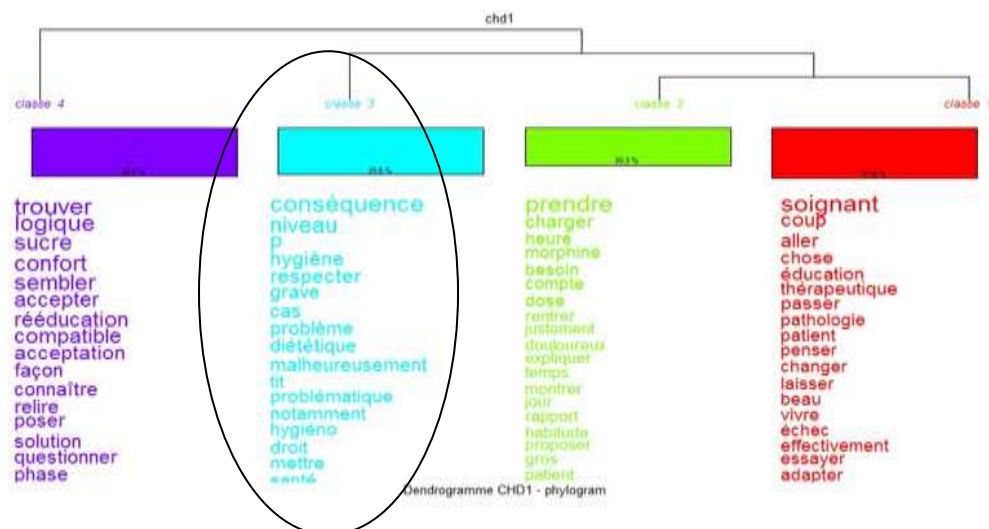 chd1
classe 4
classe 3
classe 2
classe
trouver
logique
sucre
confort
sembler
accepter
rééducation
compatible
acceptation
façon
connaître
relire
poser
solution
questionner
phase
conséquence
niveau
p
hygiène
respecter
grave
cas
problème
diététique
malheureusement
tit
problématique
notamment
hygiéno
droit
mettre
santé
prendre
charger
heure
morphine
besoin
compte
dose
rentrer
justement
douloureux
expliquer
temps
montrer
jour
rapport
habitude
proposer
gros
patient
soignant
coup
aller
chose
éducation
thérapeutique
passer
pathologie
patient
penser
changer
laisser
beau
vivre
échec
effectivement
essayer
adapter
Dendrogramme CHD1 - phylogram